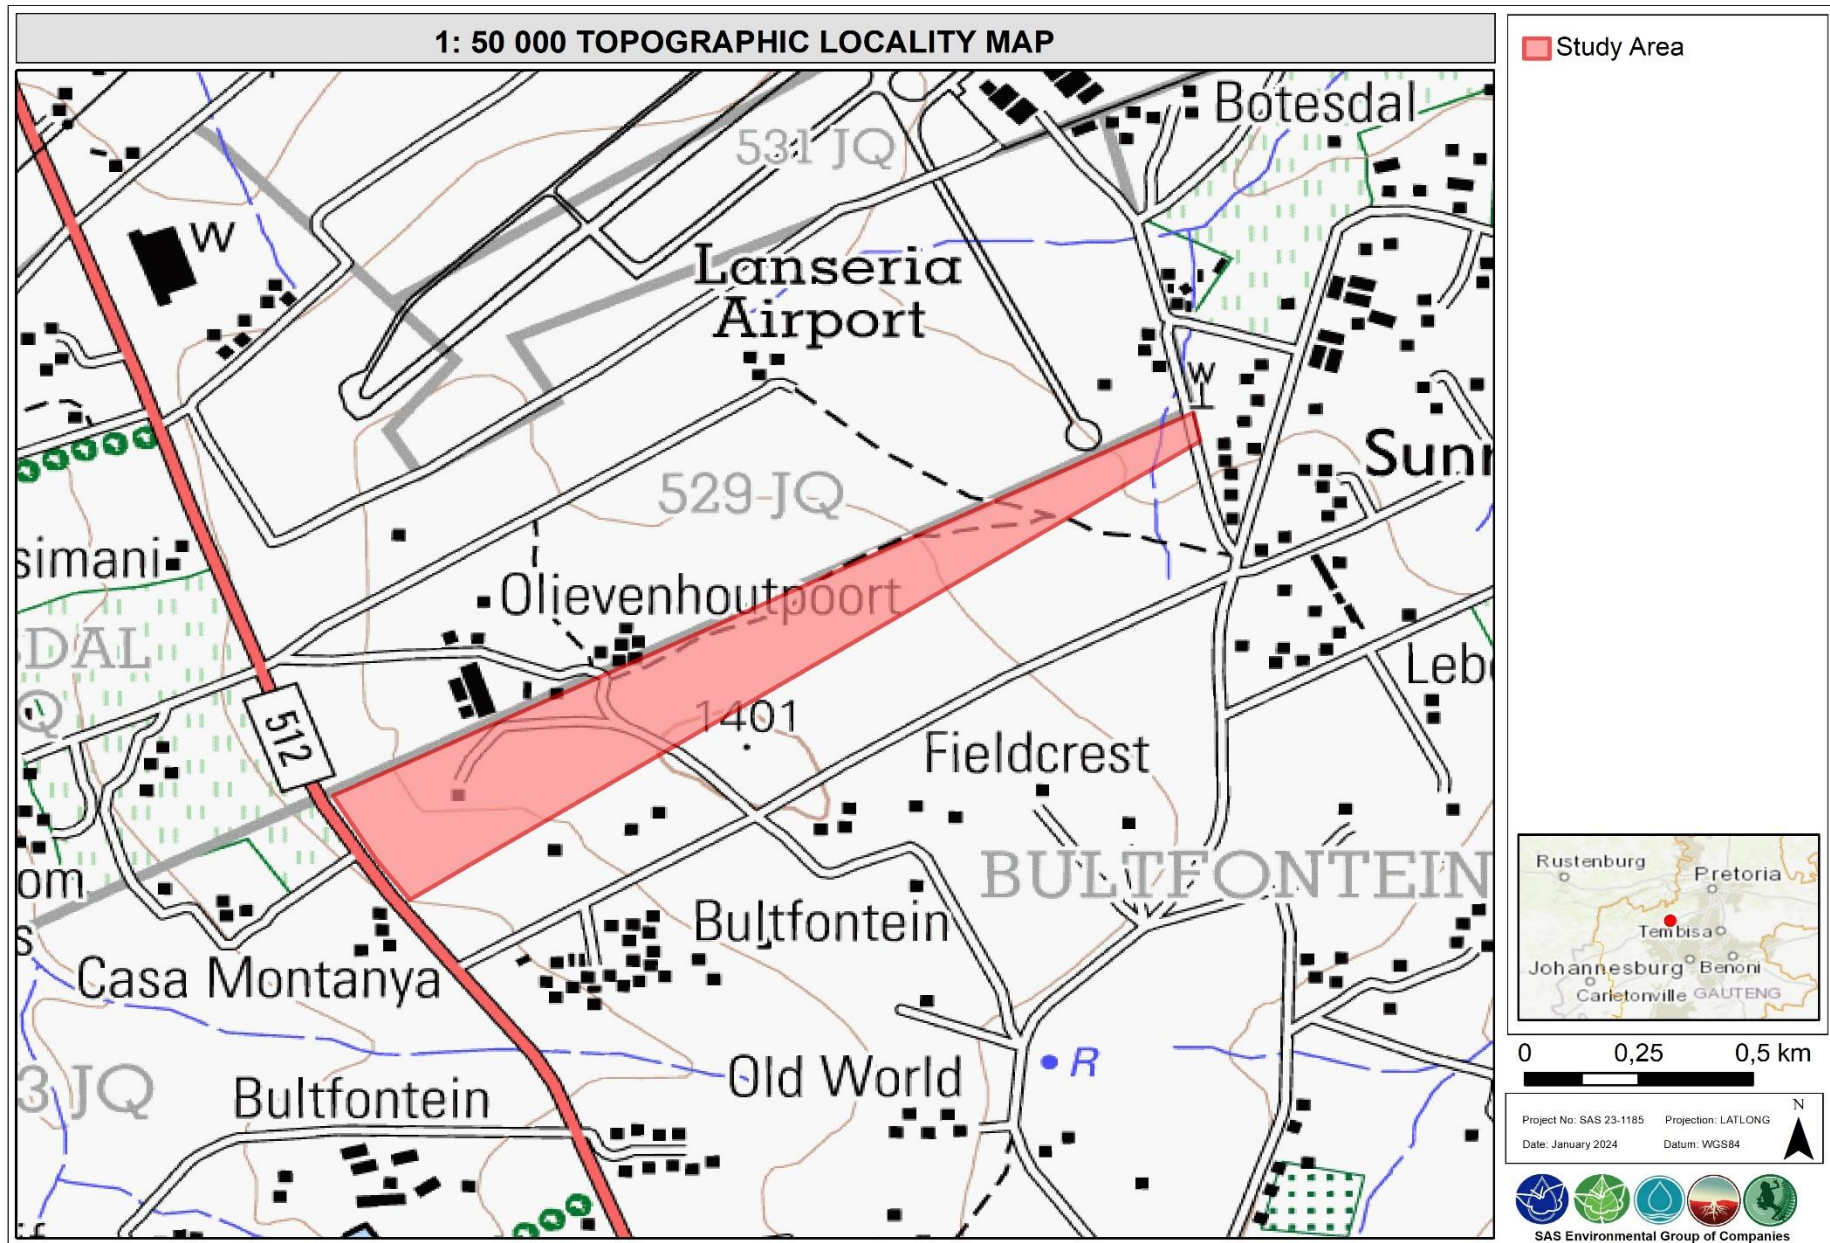 1: 50 000 TOPOGRAPHIC LOCALITY MAP
Study Area
Botesdal
531 JQ
W
Lanseria
Airport
W
Sunr
529-JQ
simani
Olievenhoutpoort
DAL
Q
Lebo
512
1401
Fieldcrest
BULTFONTEIN
om
Bultfontein
s
Casa Montanya
Old World
R
3 JQ
Bultfontein
Rustenburg
Pretoria
Tembisa
Johannesburg
Benoni
Carletonville
GAUTENG
0 0,25 0,5 km
Project No: SAS 23-1185 Projection: LATLONG
Date: January 2024 Datum: WGS84
N
SAS Environmental Group of Companies